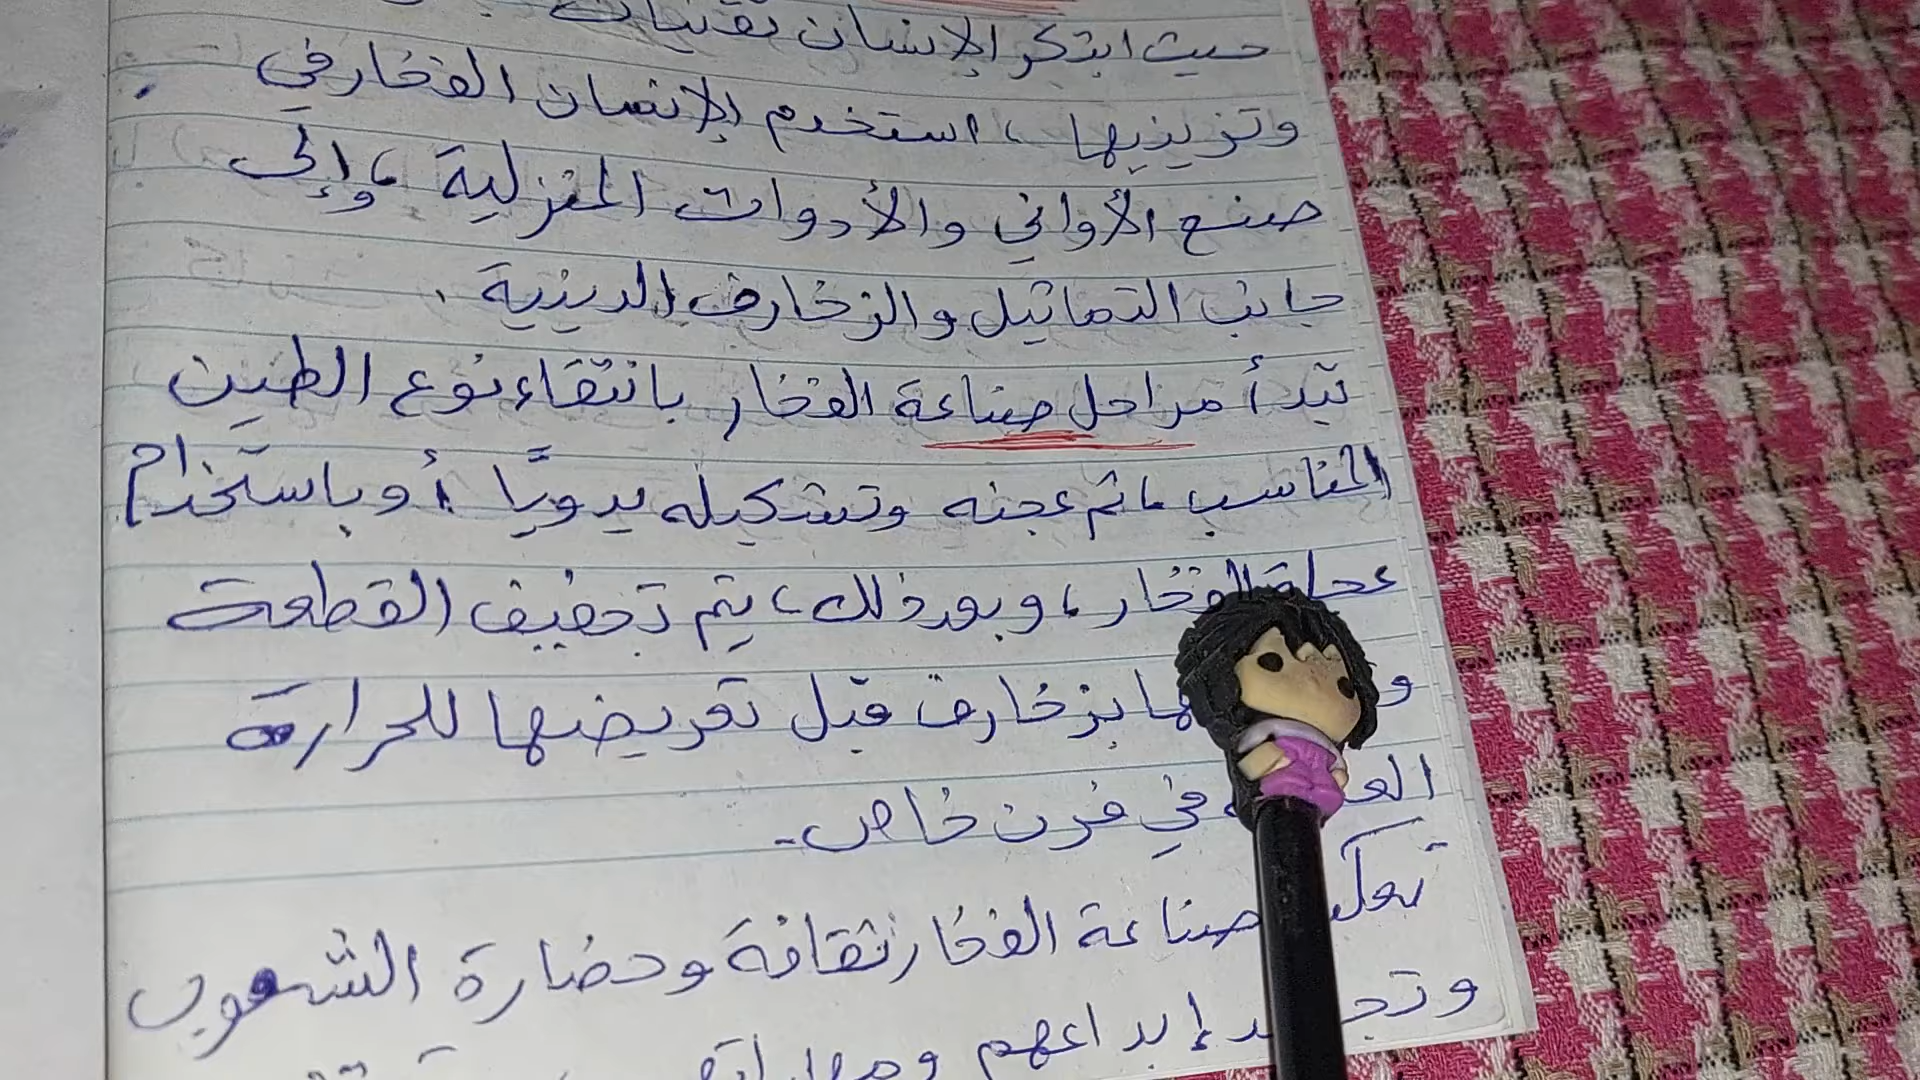 حيث ابتكر الإنسان تقنيات
وتزيينها، استخدم الإنسان الفخار في
صنع الأواني والأدوات المنزلية، وإلى
جانب التماثيل والزخارف الدينية.
تبدأ مراحل صناعة الفخار بانتقاء نوع الطين
المناسب، ثم عجنه وتشكيله يدويًا، أو باستخدام
عجلة الفخار، وبعد ذلك، يتم تجفيف القطعة
بزخارف قبل تعريضها للحرارة
في فرن خاص.
صناعة الفخار ثقافة وحضارة الشعوب
إبداعهم